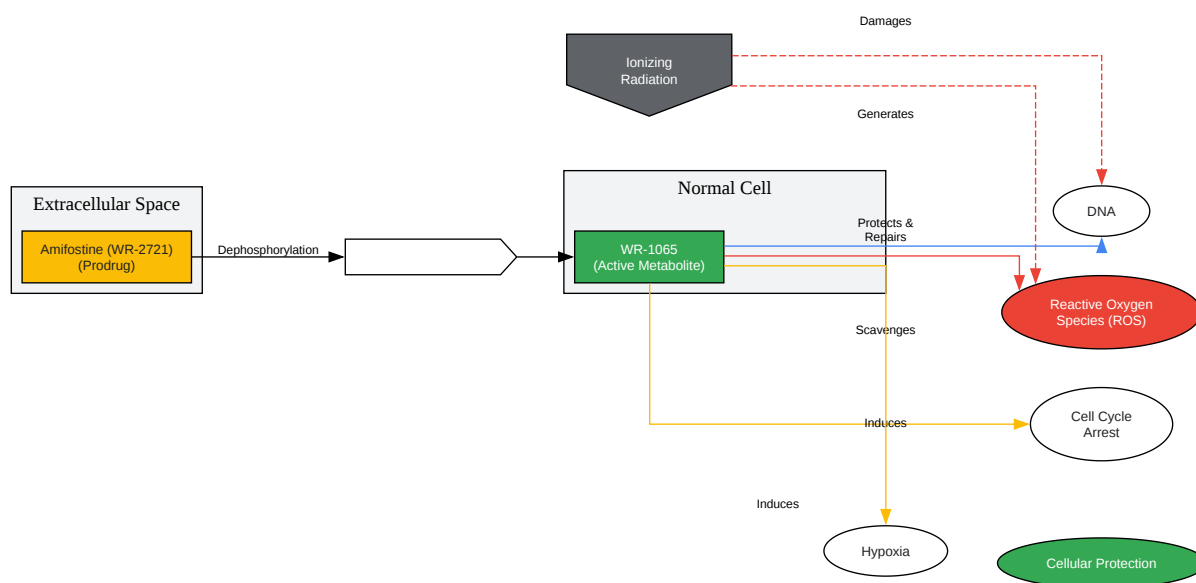 Damages
Ionizing
Radiation
Generates
Extracellular Space
Normal Cell
DNA
Protects &
Repairs
Amifostine (WR-2721)
(Prodrug)
Dephosphorylation
WR-1065
(Active Metabolite)
Reactive Oxygen
Species (ROS)
Scavenges
Cell Cycle
Arrest
Induces
Induces
Hypoxia
Cellular Protection